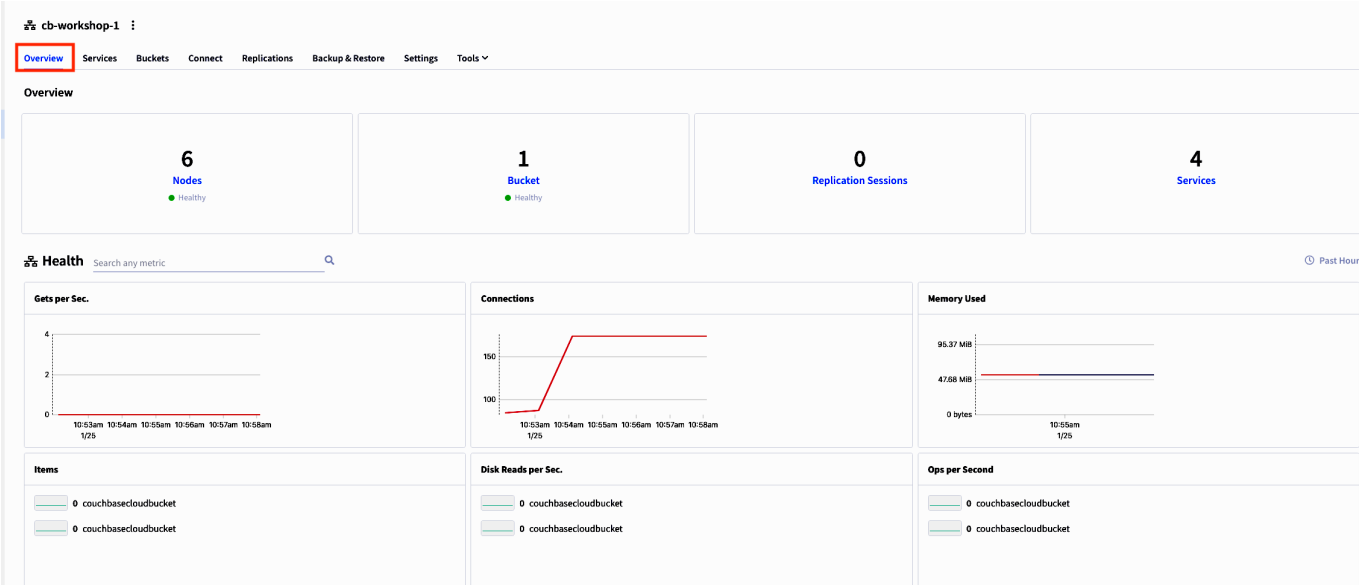 cb-workshop-1
Overview Services Buckets Connect Replications Backup & Restore Settings Tools
Overview
6
Nodes
Healthy
1
Bucket
Healthy
0
Replication Sessions
4
Services
Health Search any metric Past Hour
Gets per Sec.
4
2
0
10:53am 10:54am 10:55am 10:56am 10:57am 10:58am
1/25
Connections
150
100
10:53am 10:54am 10:55am 10:56am 10:57am 10:58am
1/25
Memory Used
95.37 MiB
47.68 MiB
0 bytes
10:55am
1/25
Items
0 couchbasecloudbucket
0 couchbasecloudbucket
Disk Reads per Sec.
0 couchbasecloudbucket
0 couchbasecloudbucket
Ops per Second
0 couchbasecloudbucket
0 couchbasecloudbucket